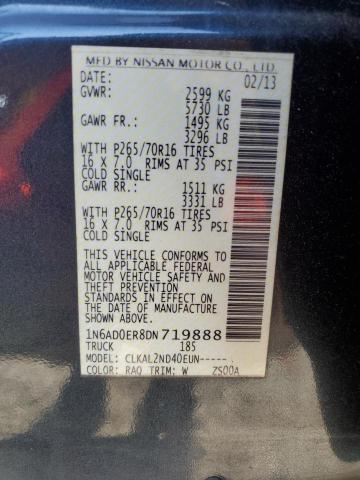 MFD BY NISSAN MOTOR CO., LTD.
DATE: 02/13
GVWR: 2599 KG
5730 LB
GAWR FR.: 1495 KG
3296 LB
WITH P265/70R16 TIRES
16 X 7.0 RIMS AT 35 PSI
COLD SINGLE
GAWR RR.: 1511 KG
3331 LB
WITH P265/70R16 TIRES
16 X 7.0 RIMS AT 35 PSI
COLD SINGLE
THIS VEHICLE CONFORMS TO
ALL APPLICABLE FEDERAL
MOTOR VEHICLE SAFETY AND
THEFT PREVENTION
STANDARDS IN EFFECT ON
THE DATE OF MANUFACTURE
SHOWN ABOVE.
1N6AD0ER8DN719888
TRUCK 185
MODEL: CLKAL2ND40EUN-----
COLOR: RAQ TRIM: W ZS00A